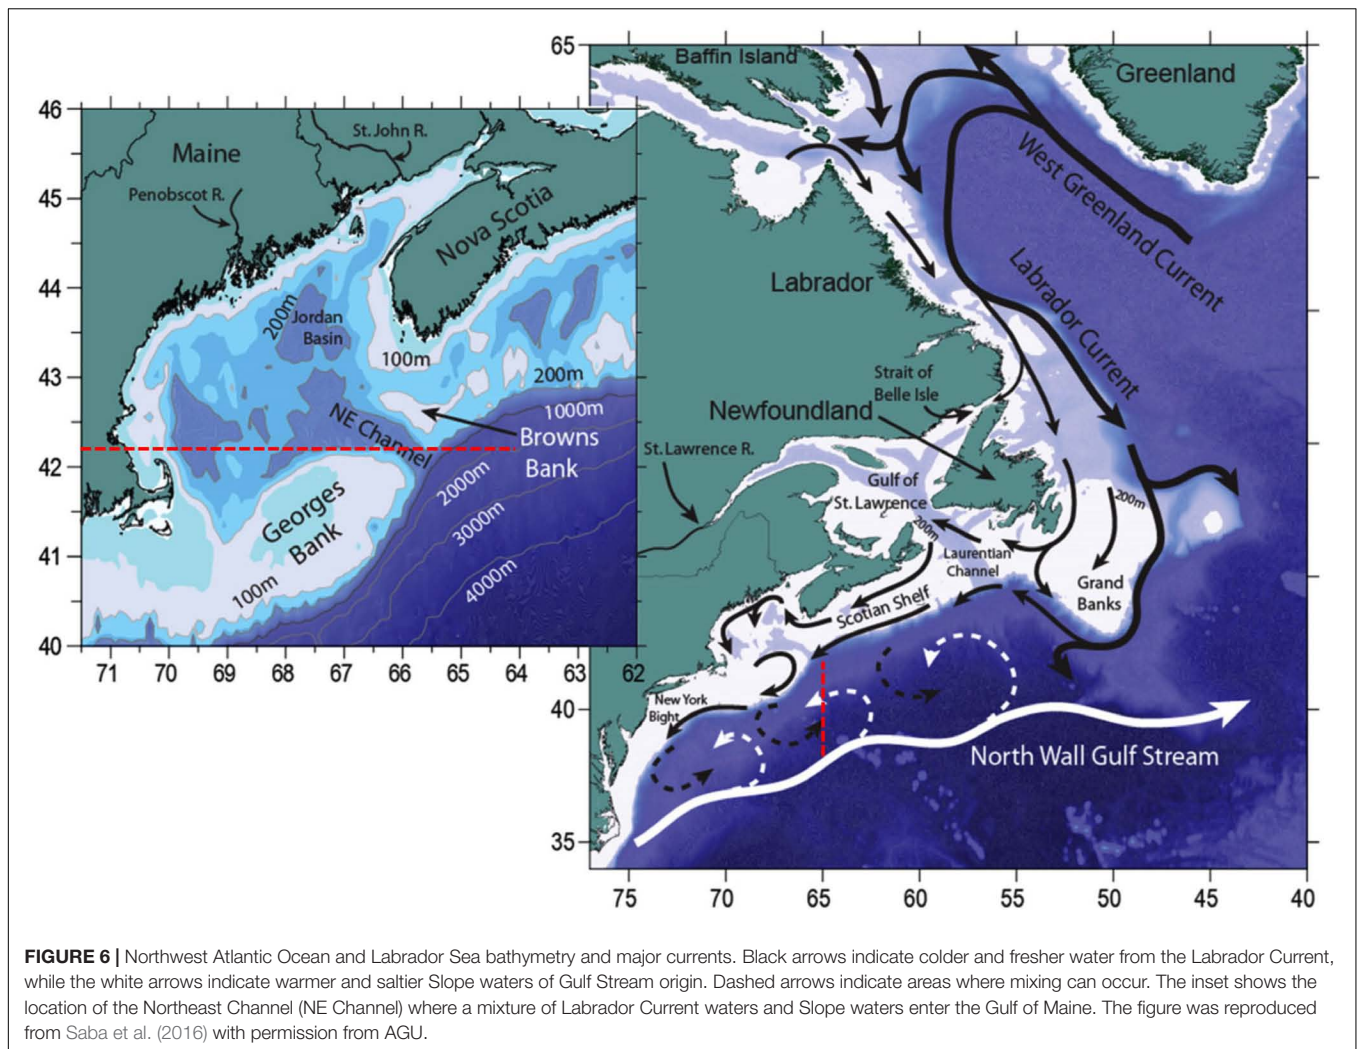 65
Baffin Island
Greenland
West Greenland Current
Labrador
Labrador Current
Strait of
Belle Isle
Newfoundland
St. Lawrence R.
Gulf of
St. Lawrence
200m
200m
Laurentian
Channel
Grand
Banks
Scotian Shelf
New York
Bight
North Wall Gulf Stream
40
35
75
70
65
60
55
50
45
40
46
45
44
43
42
41
40
Maine
St. John R.
Penobscot R.
Nova Scotia
200m
Jordan
Basin
100m
200m
1000m
NE Channel
Browns
Bank
2000m
3000m
4000m
Georges
Bank
100m
71
70
69
68
67
66
65
64
63
62
FIGURE 6 | Northwest Atlantic Ocean and Labrador Sea bathymetry and major currents. Black arrows indicate colder and fresher water from the Labrador Current,
while the white arrows indicate warmer and saltier Slope waters of Gulf Stream origin. Dashed arrows indicate areas where mixing can occur. The inset shows the
location of the Northeast Channel (NE Channel) where a mixture of Labrador Current waters and Slope waters enter the Gulf of Maine. The figure was reproduced
from Saba et al. (2016) with permission from AGU.